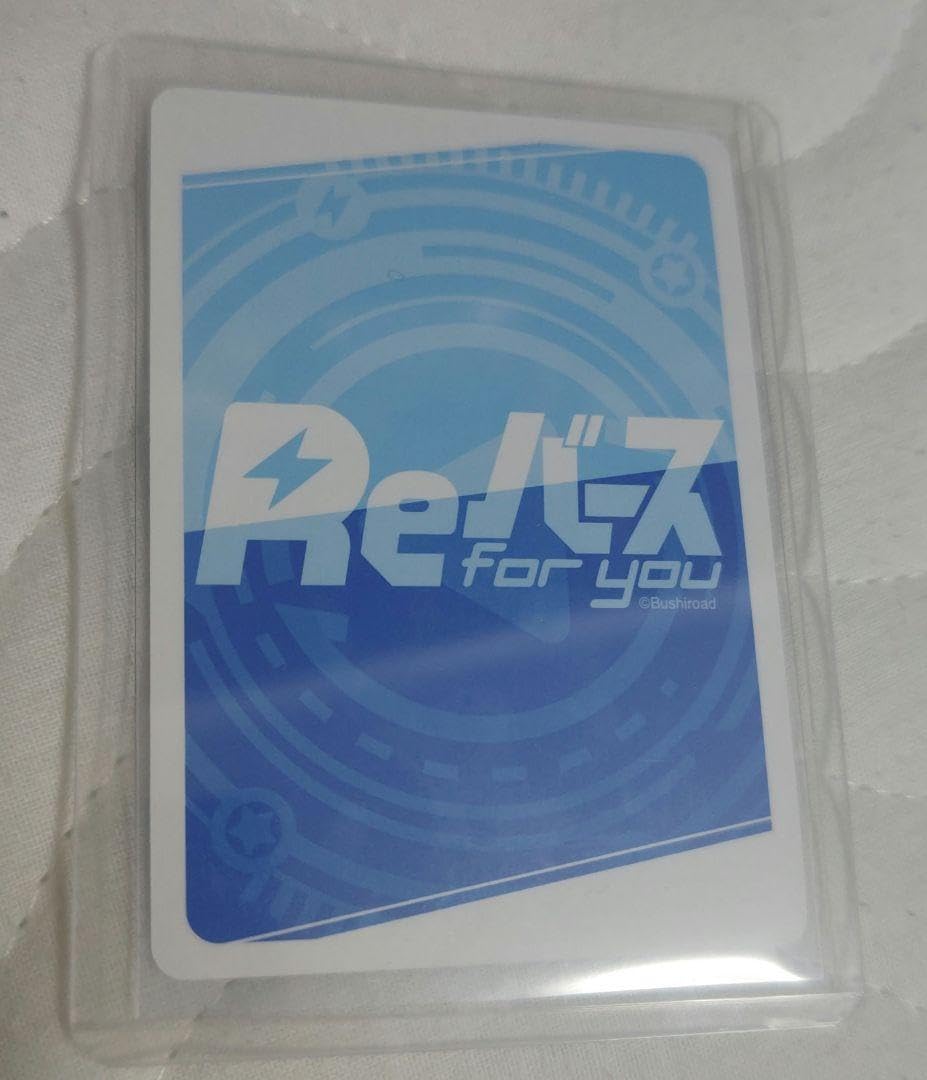 Reバース
for you
©Bushiroad